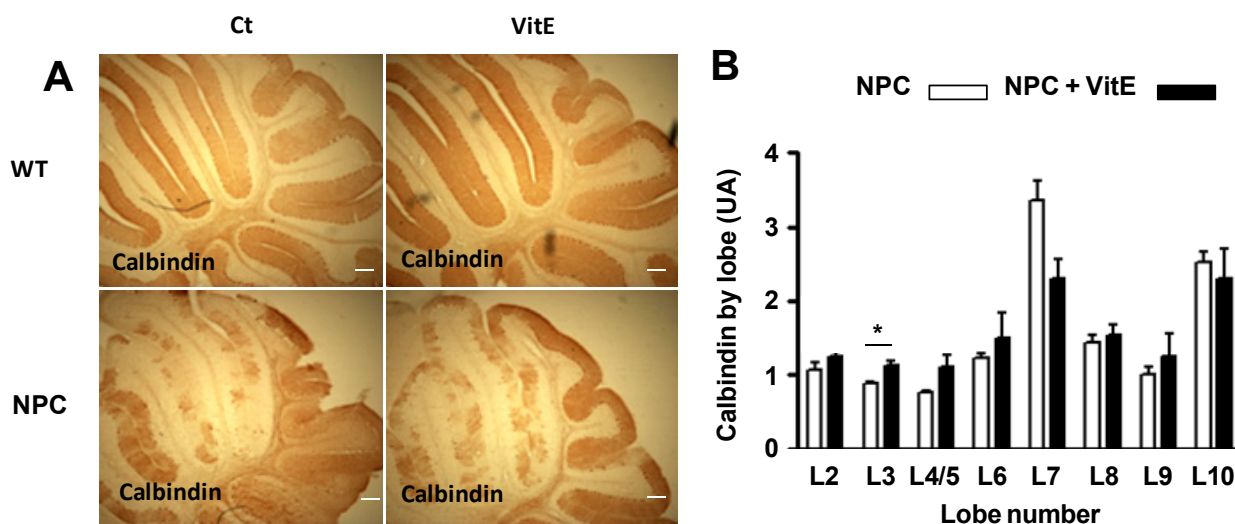 Ct
VitE
A
WT
Calbindin
Calbindin
NPC
Calbindin
Calbindin
B
NPC
NPC + VitE
Calbindin by lobe (UA)
4
3
2
1
0
*
L2 L3 L4/5 L6 L7 L8 L9 L10
Lobe number